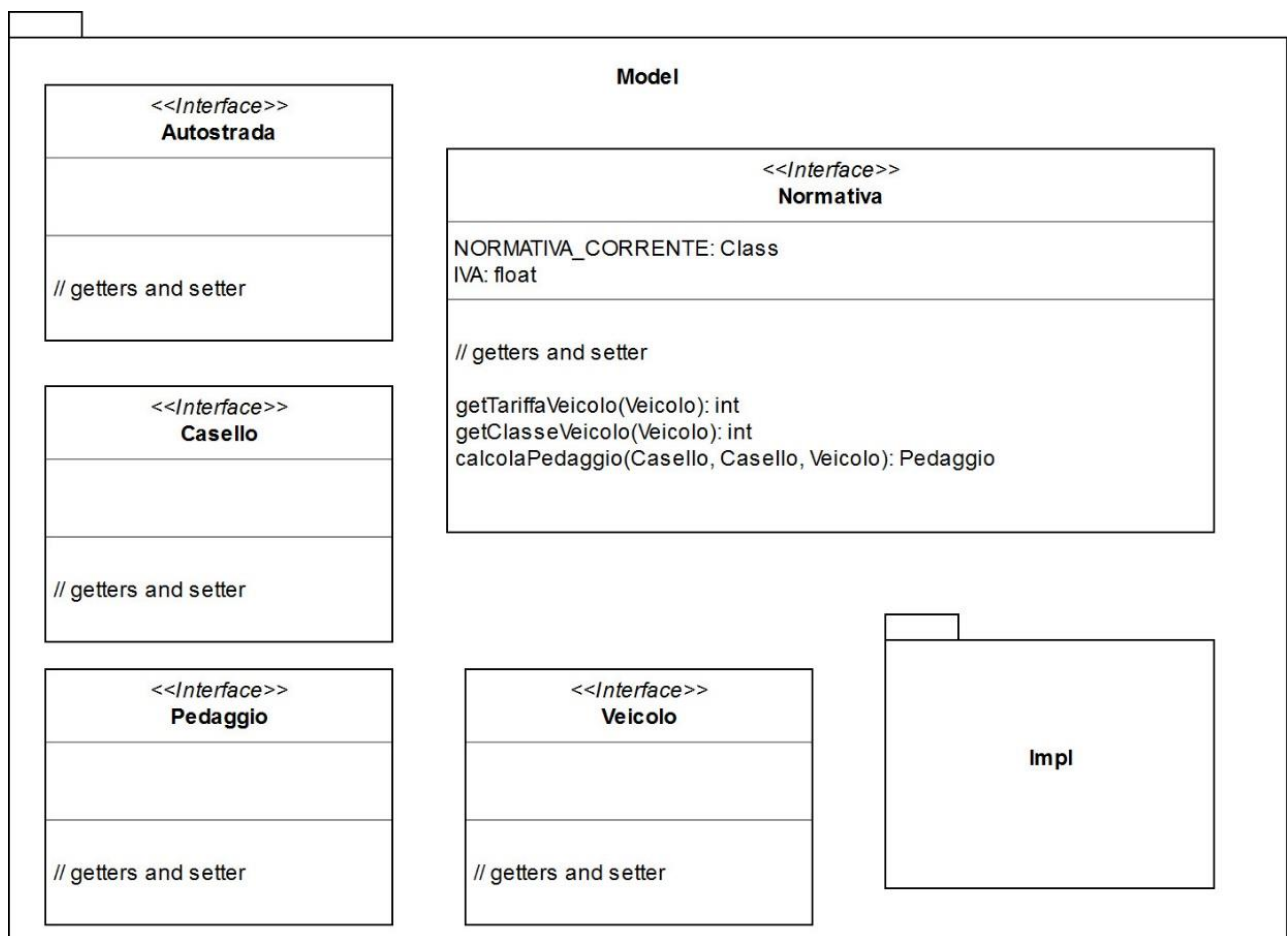 Model
<<Interface>>
Autostrada
// getters and setter
<<Interface>>
Normativa
NORMATIVA_CORRENTE: Class
IVA: float
// getters and setter
getTariffaVeicolo(Veicolo): int
getClasseVeicolo(Veicolo): int
calcolaPedaggio(Casello, Casello, Veicolo): Pedaggio
<<Interface>>
Casello
// getters and setter
<<Interface>>
Pedaggio
// getters and setter
<<Interface>>
Veicolo
// getters and setter
Impl